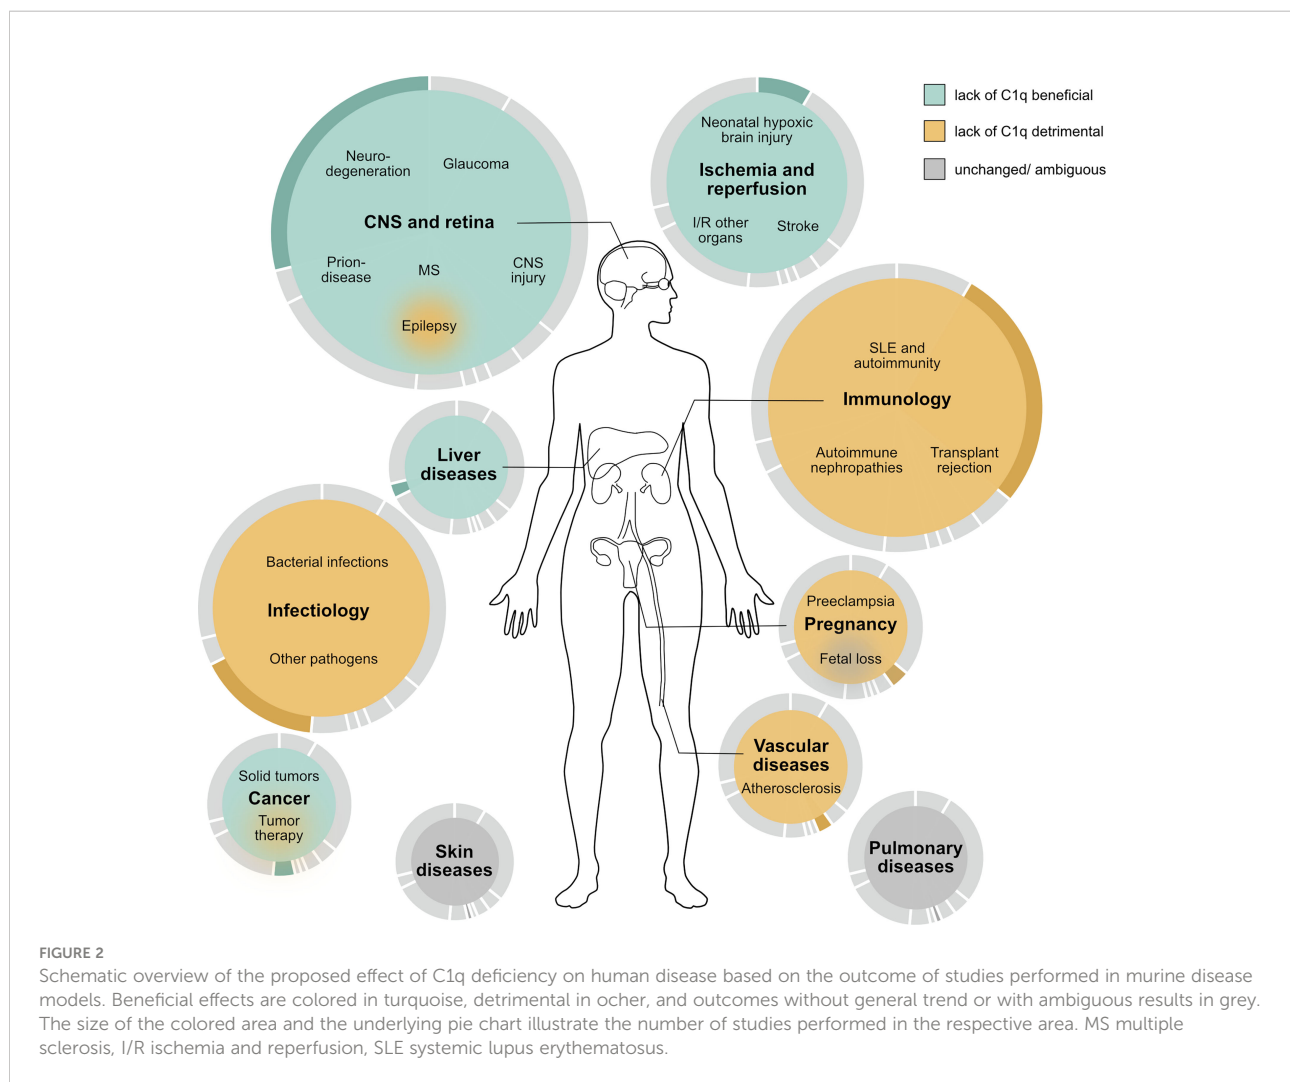 lack of C1q beneficial
lack of C1q detrimental
unchanged/ ambiguous
Neuro-
degeneration
Glaucoma
CNS and retina
Prion-
disease
MS
CNS
injury
Epilepsy
Neonatal hypoxic
brain injury
Ischemia and
reperfusion
I/R other
organs
Stroke
SLE and
autoimmunity
Immunology
Autoimmune
nephropathies
Transplant
rejection
Liver
diseases
Bacterial infections
Infectiology
Other pathogens
Preeclampsia
Pregnancy
Fetal loss
Vascular
diseases
Atherosclerosis
Solid tumors
Cancer
Tumor
therapy
Skin
diseases
Pulmonary
diseases
FIGURE 2
Schematic overview of the proposed effect of C1q deficiency on human disease based on the outcome of studies performed in murine disease
models. Beneficial effects are colored in turquoise, detrimental in ocher, and outcomes without general trend or with ambiguous results in grey.
The size of the colored area and the underlying pie chart illustrate the number of studies performed in the respective area. MS multiple
sclerosis, I/R ischemia and reperfusion, SLE systemic lupus erythematosus.